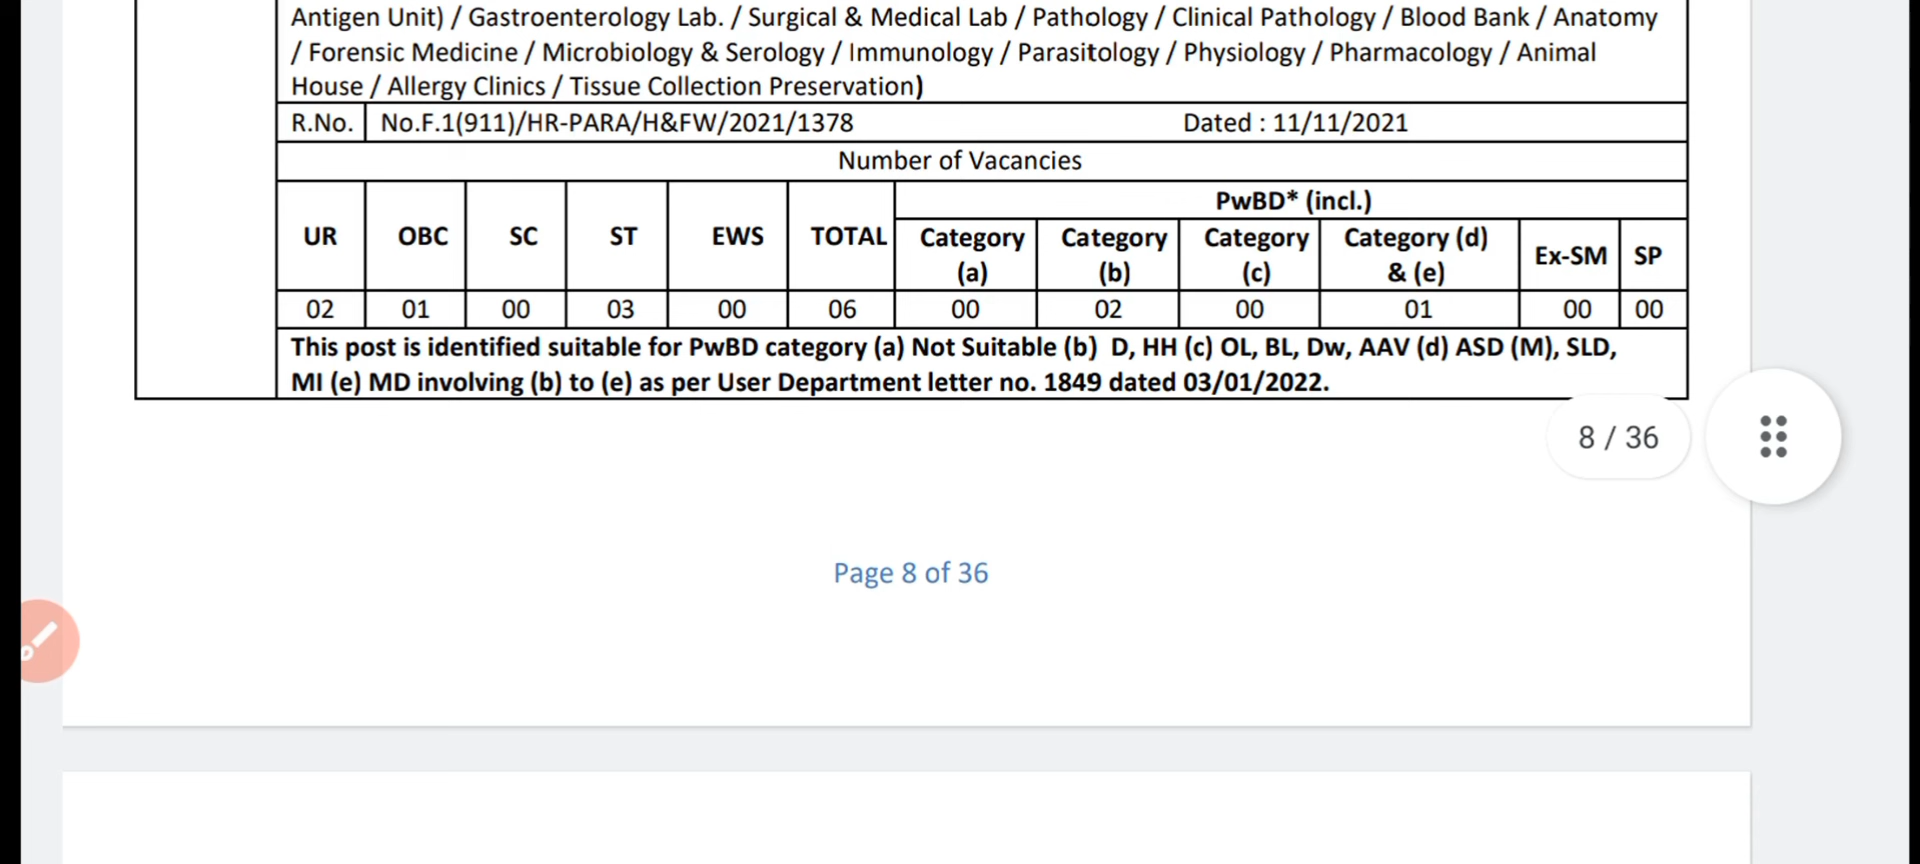 Antigen Unit) / Gastroenterology Lab. / Surgical & Medical Lab / Pathology / Clinical Pathology / Blood Bank / Anatomy
/ Forensic Medicine / Microbiology & Serology / Immunology / Parasitology / Physiology / Pharmacology / Animal
House / Allergy Clinics / Tissue Collection Preservation)
R.No. No.F.1(911)/HR-PARA/H&FW/2021/1378 Dated : 11/11/2021
Number of Vacancies
UR OBC SC ST EWS TOTAL PwBD* (incl.)
Category (a) Category (b) Category (c) Category (d) & (e) Ex-SM SP
02 01 00 03 00 06 00 02 00 01 00 00
This post is identified suitable for PwBD category (a) Not Suitable (b) D, HH (c) OL, BL, Dw, AAV (d) ASD (M), SLD,
MI (e) MD involving (b) to (e) as per User Department letter no. 1849 dated 03/01/2022.
8 / 36
Page 8 of 36